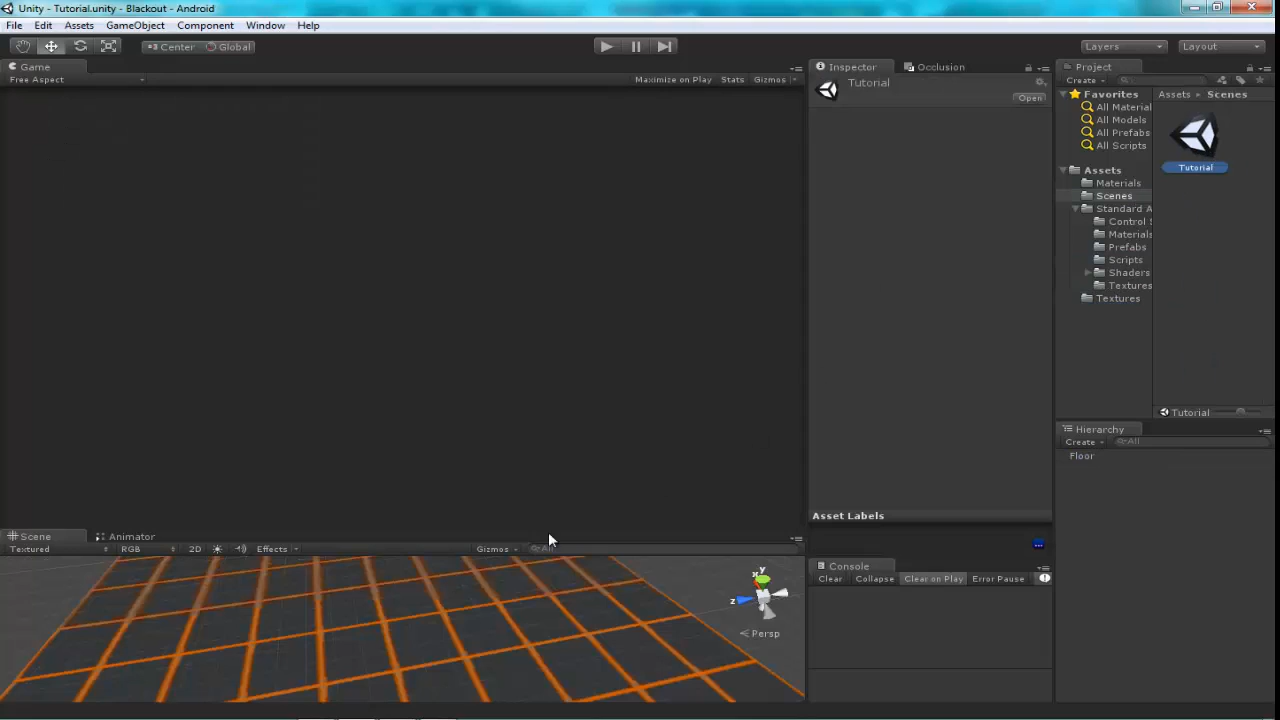 Unity - Tutorial.unity - Blackout - Android
File Edit Assets GameObject Component Window Help
Center Global
Layers
Layout
Game
Free Aspect
Maximize on Play Stats Gizmos
Inspector
Occlusion
Tutorial
Open
Asset Labels
...
Project
Create
Favorites
All Material
All Models
All Prefabs
All Scripts
Assets
Materials
Scenes
Standard A
Control S
Materials
Prefabs
Scripts
Shaders
Textures
Textures
Assets Scenes
Tutorial
Tutorial
Hierarchy
Create All
Floor
Scene
Animator
Textured RGB 2D Effects Gizmos All
y
x
z
Persp
Console
Clear Collapse Clear on Play Error Pause